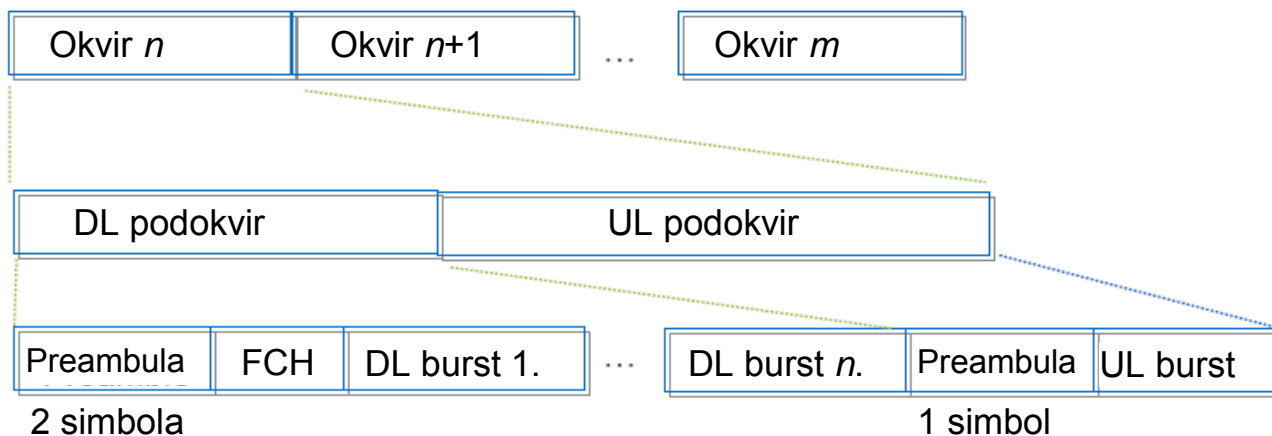 Okvir n Okvir n+1 ... Okvir m
DL podokvir UL podokvir
Preambula FCH DL burst 1. ... DL burst n. Preambula UL burst
2 simbola 1 simbol